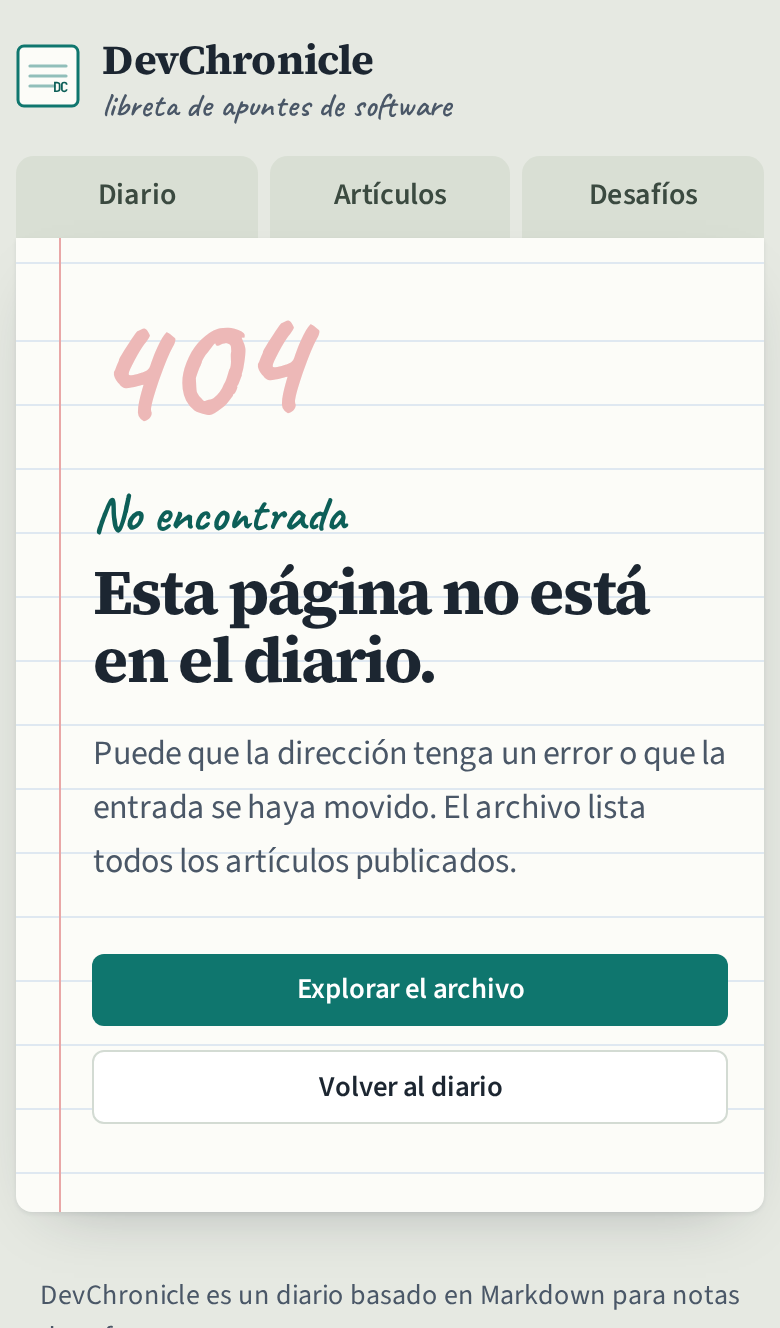 DC
DevChronicle
libreta de apuntes de software
Diario
Artículos
Desafíos
404
No encontrada
Esta página no está
en el diario.
Puede que la dirección tenga un error o que la
entrada se haya movido. El archivo lista
todos los artículos publicados.
Explorar el archivo
Volver al diario
DevChronicle es un diario basado en Markdown para notas